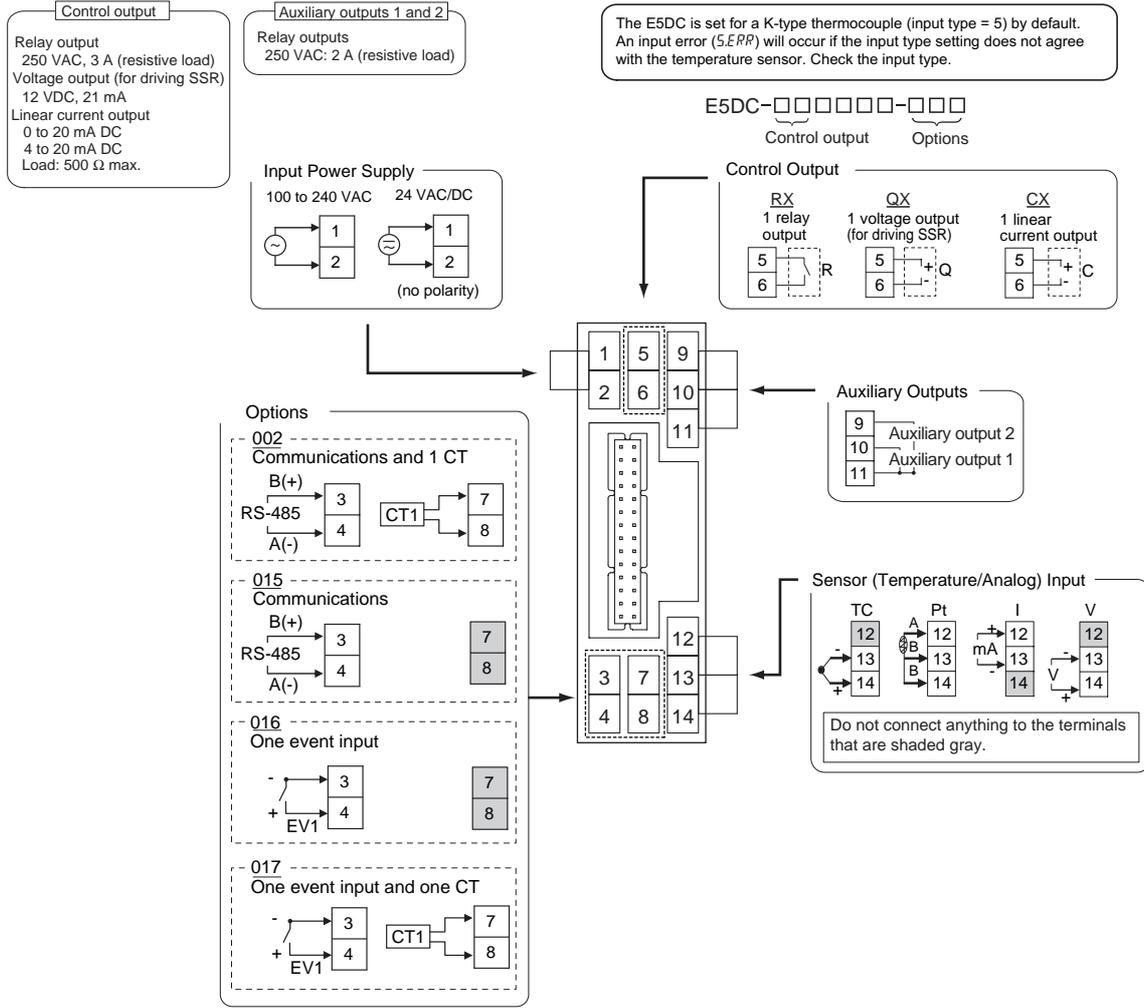 Control output
Relay output
250 VAC, 3 A (resistive load)
Voltage output (for driving SSR)
12 VDC, 21 mA
Linear current output
0 to 20 mA DC
4 to 20 mA DC
Load: 500 Ω max.
Auxiliary outputs 1 and 2
Relay outputs
250 VAC: 2 A (resistive load)
The E5DC is set for a K-type thermocouple (input type = 5) by default.
An input error (S.ERR) will occur if the input type setting does not agree
with the temperature sensor. Check the input type.
E5DC-□□□□□□-□□□
Control output
Options
Input Power Supply
100 to 240 VAC
24 VAC/DC
1
2
1
2
(no polarity)
Control Output
RX
1 relay
output
5
6
R
QX
1 voltage output
(for driving SSR)
5
6
+
-
Q
CX
1 linear
current output
5
6
+
-
C
1
2
5
6
9
10
11
Auxiliary Outputs
9
10
11
Auxiliary output 2
Auxiliary output 1
Options
002
Communications and 1 CT
B(+)
RS-485
A(-)
3
4
CT1
7
8
015
Communications
B(+)
RS-485
A(-)
3
4
7
8
016
One event input
-
+
EV1
3
4
7
8
017
One event input and one CT
-
+
EV1
3
4
CT1
7
8
3
4
7
8
12
13
14
Sensor (Temperature/Analog) Input
TC
12
13
14
-
+
Pt
A
B
B
12
13
14
I
+
mA
-
12
13
14
V
-
V
+
12
13
14
Do not connect anything to the terminals
that are shaded gray.